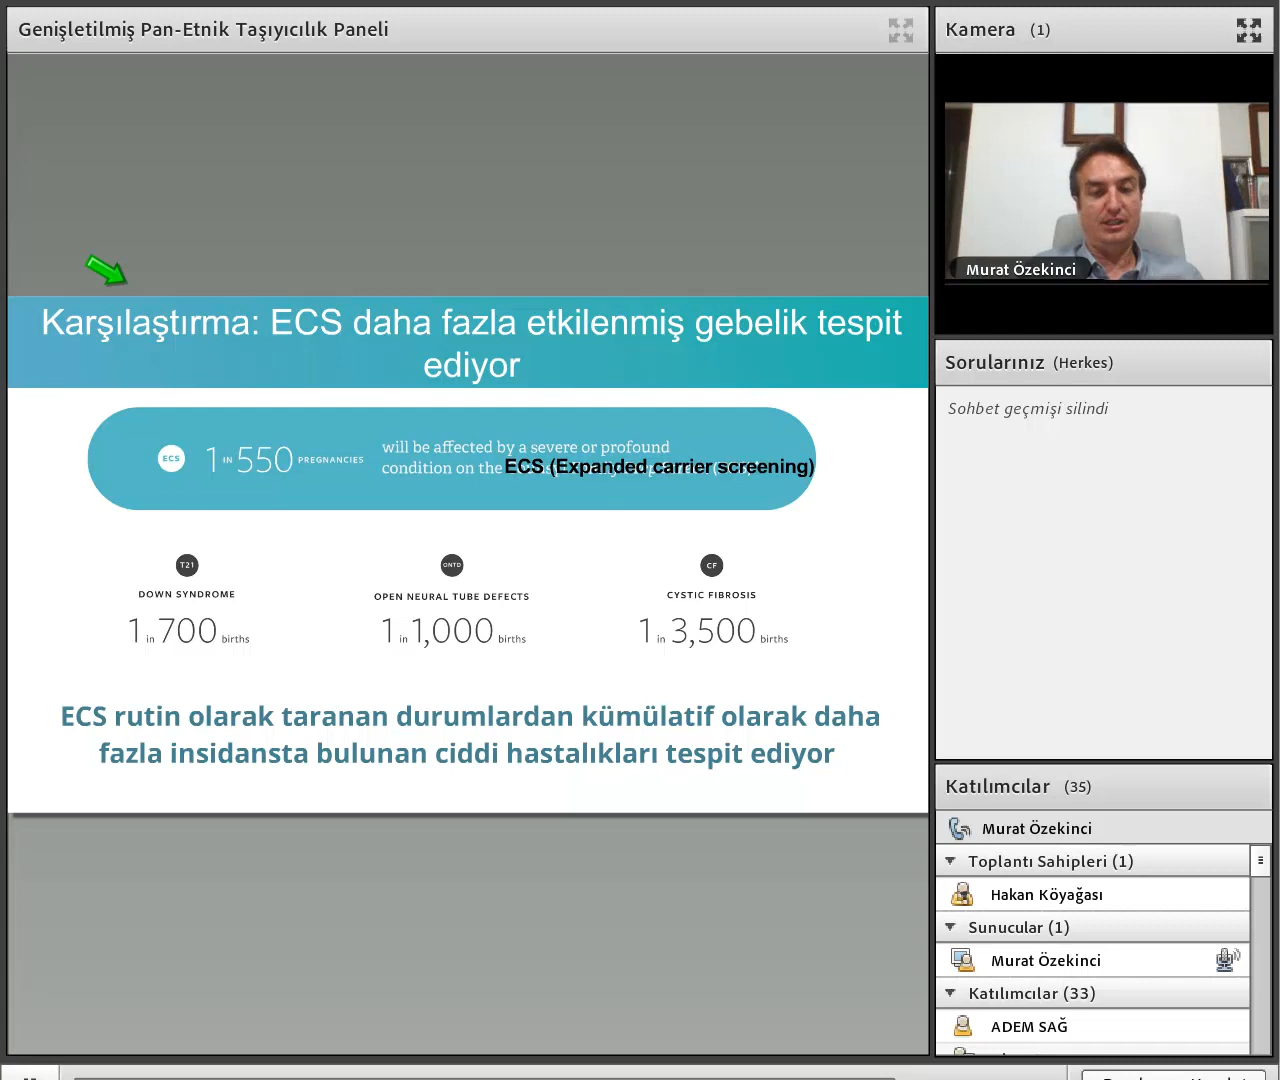 Genişletilmiş Pan-Etnik Taşıyıcılık Paneli
Karşılaştırma: ECS daha fazla etkilenmiş gebelik tespit
ediyor
ECS
1 IN 550 PREGNANCIES
will be affected by a severe or profound
condition on the
ECS (Expanded carrier screening)
T21
DOWN SYNDROME
1 in 700 births
ONTD
OPEN NEURAL TUBE DEFECTS
1 in 1,000 births
CF
CYSTIC FIBROSIS
1 in 3,500 births
ECS rutin olarak taranan durumlardan kümülatif olarak daha
fazla insidansta bulunan ciddi hastalıkları tespit ediyor
Kamera (1)
Murat Özekinci
Sorularınız (Herkes)
Sohbet geçmişi silindi
Katılımcılar (35)
Murat Özekinci
Toplantı Sahipleri (1)
Hakan Köyağası
Sunucular (1)
Murat Özekinci
Katılımcılar (33)
ADEM SAĞ